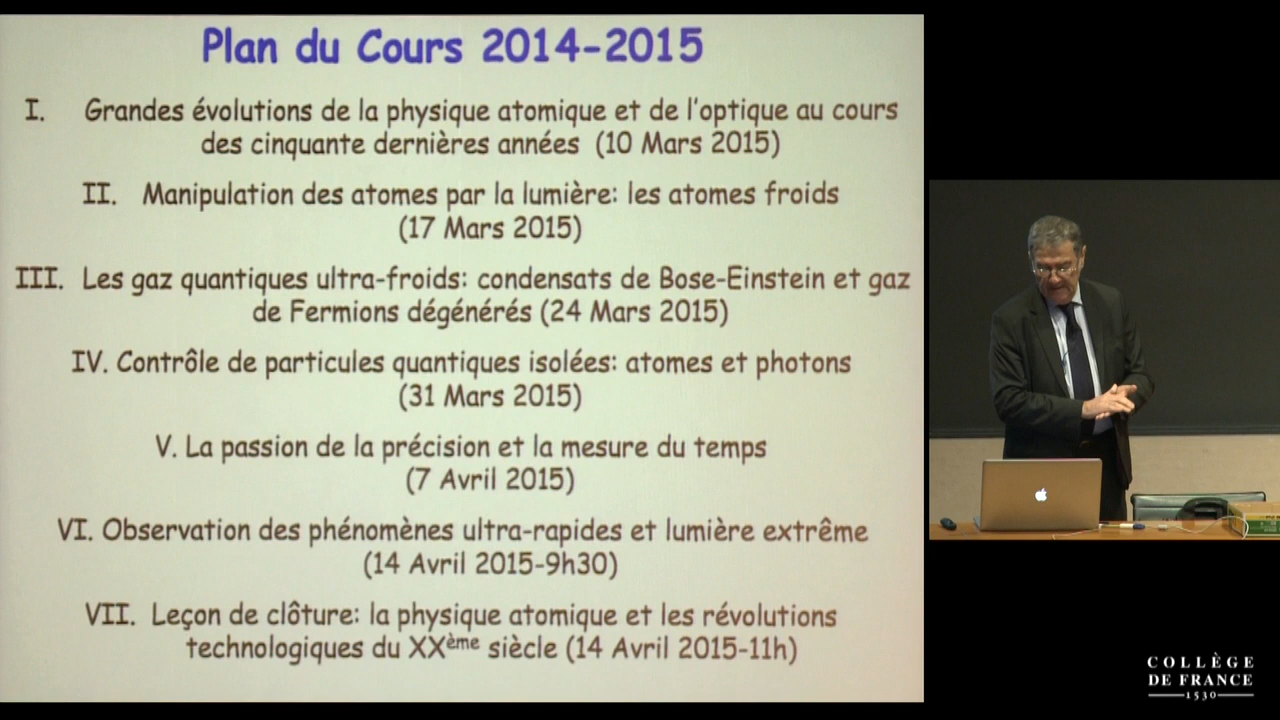 Plan du Cours 2014-2015
I. Grandes évolutions de la physique atomique et de l'optique au cours
des cinquante dernières années (10 Mars 2015)
II. Manipulation des atomes par la lumière: les atomes froids
(17 Mars 2015)
III. Les gaz quantiques ultra-froids: condensats de Bose-Einstein et gaz
de Fermions dégénérés (24 Mars 2015)
IV. Contrôle de particules quantiques isolées: atomes et photons
(31 Mars 2015)
V. La passion de la précision et la mesure du temps
(7 Avril 2015)
VI. Observation des phénomènes ultra-rapides et lumière extrême
(14 Avril 2015-9h30)
VII. Leçon de clôture: la physique atomique et les révolutions
technologiques du XXème siècle (14 Avril 2015-11h)
COLLÈGE
DE FRANCE
1530